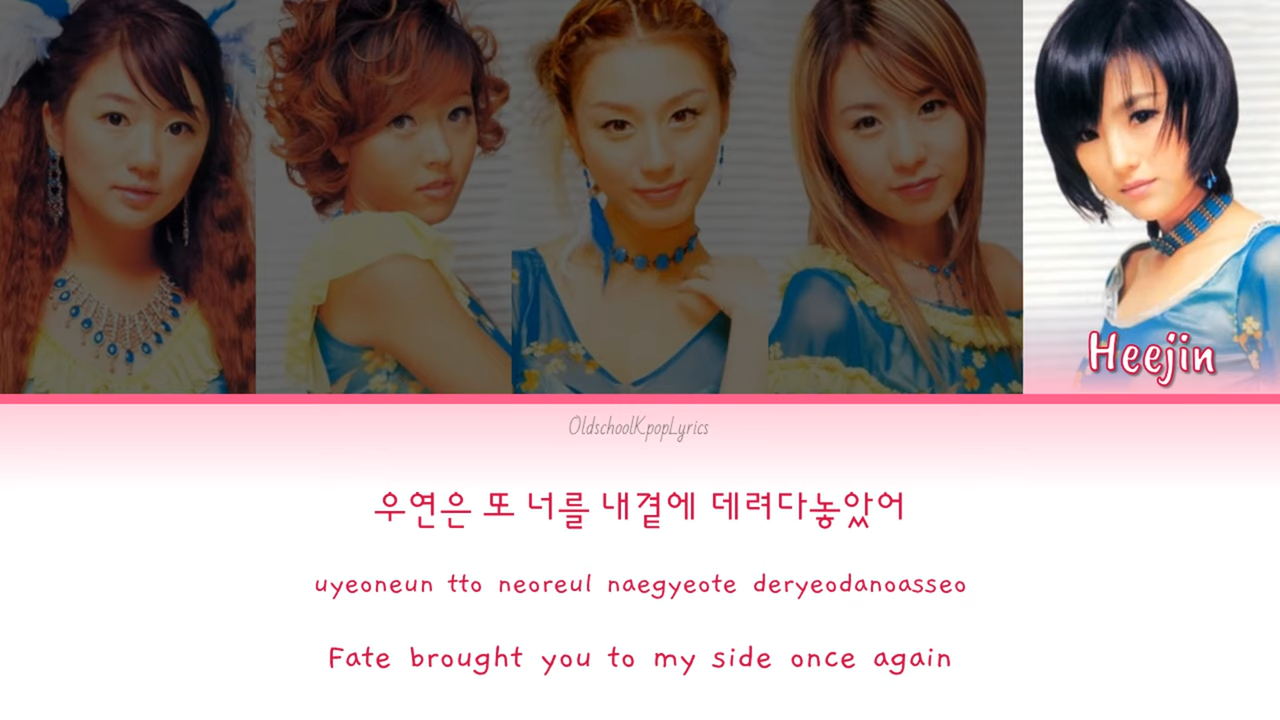 Heejin
OldschoolKpopLyrics
우연은 또 너를 내곁에 데려다놓았어
uyeoneun tto neoreul naegyeote deryeodanoasseo
Fate brought you to my side once again